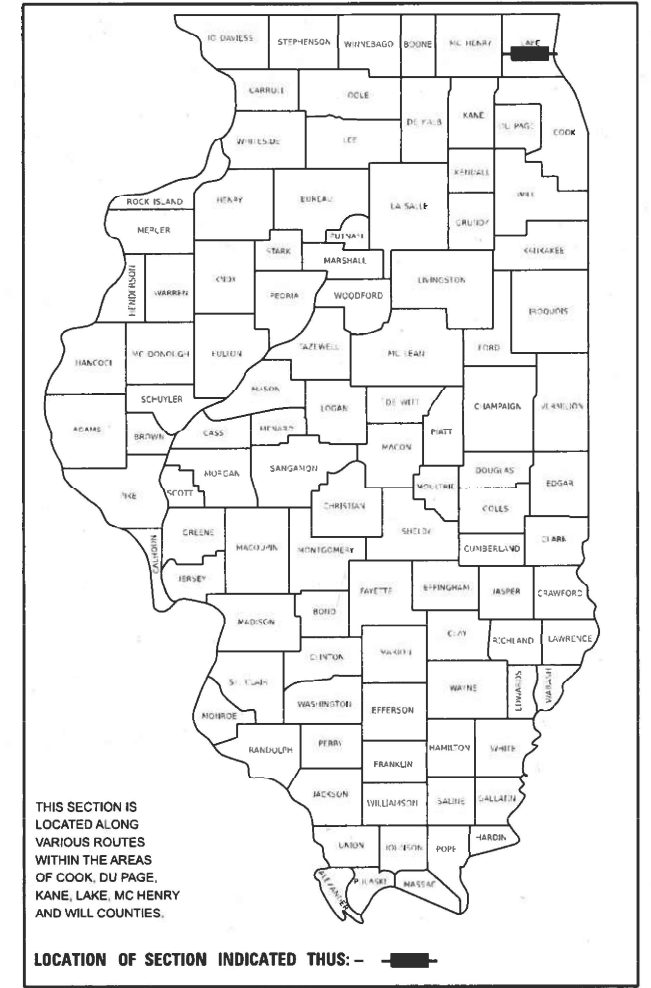 JO DAVIESS STEPHENSON WINNEBAGO BOONE MC HENRY LAKE
CARROLL OGLE KANE DU PAGE COOK
DE KALB
WHITESIDE LEE
KENDALL
ROCK ISLAND HENRY BUREAU LA SALLE WILL
GRUNDY
MERCER PUTNAM
STARK MARSHALL KANKAKEE
HENDERSON WARREN KNOX PEORIA WOODFORD LIVINGSTON
IROQUOIS
HANCOCK MC DONOUGH FULTON TAZEWELL MC LEAN FORD
SCHUYLER MASON LOGAN DE WITT CHAMPAIGN VERMILION
ADAMS BROWN CASS MENARD PIATT
MACON
MORGAN SANGAMON DOUGLAS
PIKE SCOTT CHRISTIAN MOULTRIE EDGAR
COLES
CALHOUN GREENE MACOUPIN MONTGOMERY SHELBY CUMBERLAND CLARK
JERSEY FAYETTE EFFINGHAM JASPER CRAWFORD
MADISON BOND
CLAY RICHLAND LAWRENCE
CLINTON MARION
ST. CLAIR WAYNE EDWARDS WABASH
MONROE WASHINGTON EFFERSON
RANDOLPH PERRY HAMILTON WHITE
FRANKLIN
JACKSON WILLIAMSON SALINE GALLATIN
UNION JOHNSON POPE HARDIN
ALEXANDER PULASKI MASSAC
THIS SECTION IS
LOCATED ALONG
VARIOUS ROUTES
WITHIN THE AREAS
OF COOK, DU PAGE,
KANE, LAKE, MC HENRY
AND WILL COUNTIES.
LOCATION OF SECTION INDICATED THUS: –